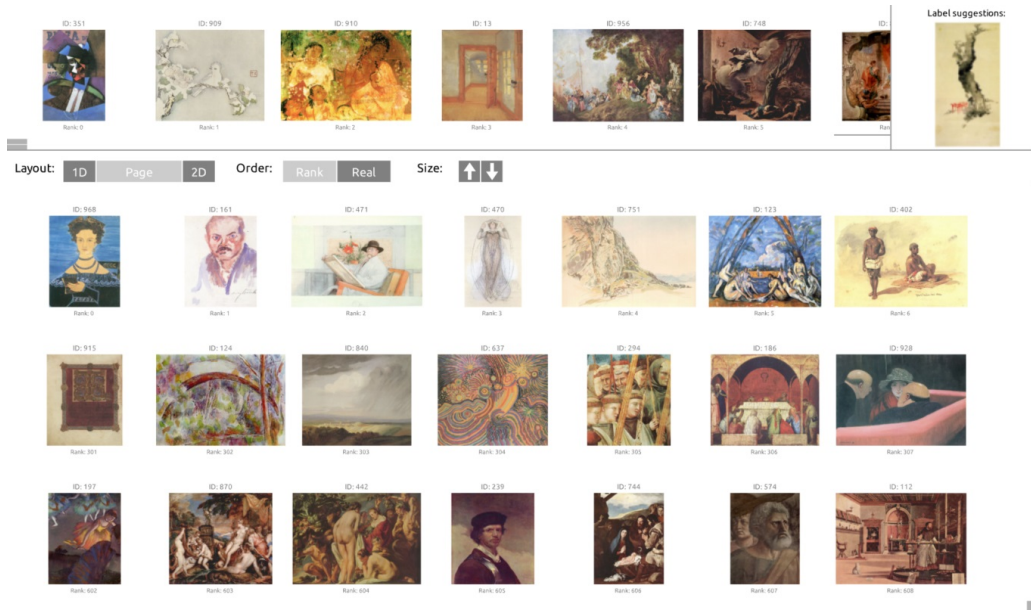 ID: 351 ID: 909 ID: 910 ID: 13 ID: 956 ID: 748 ID:
Label suggestions:
Rank: 0 Rank: 1 Rank: 2 Rank: 3 Rank: 4 Rank: 5 Ran
Layout: 1D Page 2D Order: Rank Real Size:
ID: 968 ID: 161 ID: 471 ID: 470 ID: 751 ID: 123 ID: 402
Rank: 0 Rank: 1 Rank: 2 Rank: 3 Rank: 4 Rank: 5 Rank: 6
ID: 915 ID: 124 ID: 840 ID: 637 ID: 294 ID: 186 ID: 928
Rank: 301 Rank: 302 Rank: 303 Rank: 304 Rank: 305 Rank: 306 Rank: 307
ID: 197 ID: 870 ID: 442 ID: 239 ID: 744 ID: 574 ID: 112
Rank: 602 Rank: 603 Rank: 604 Rank: 605 Rank: 606 Rank: 607 Rank: 608